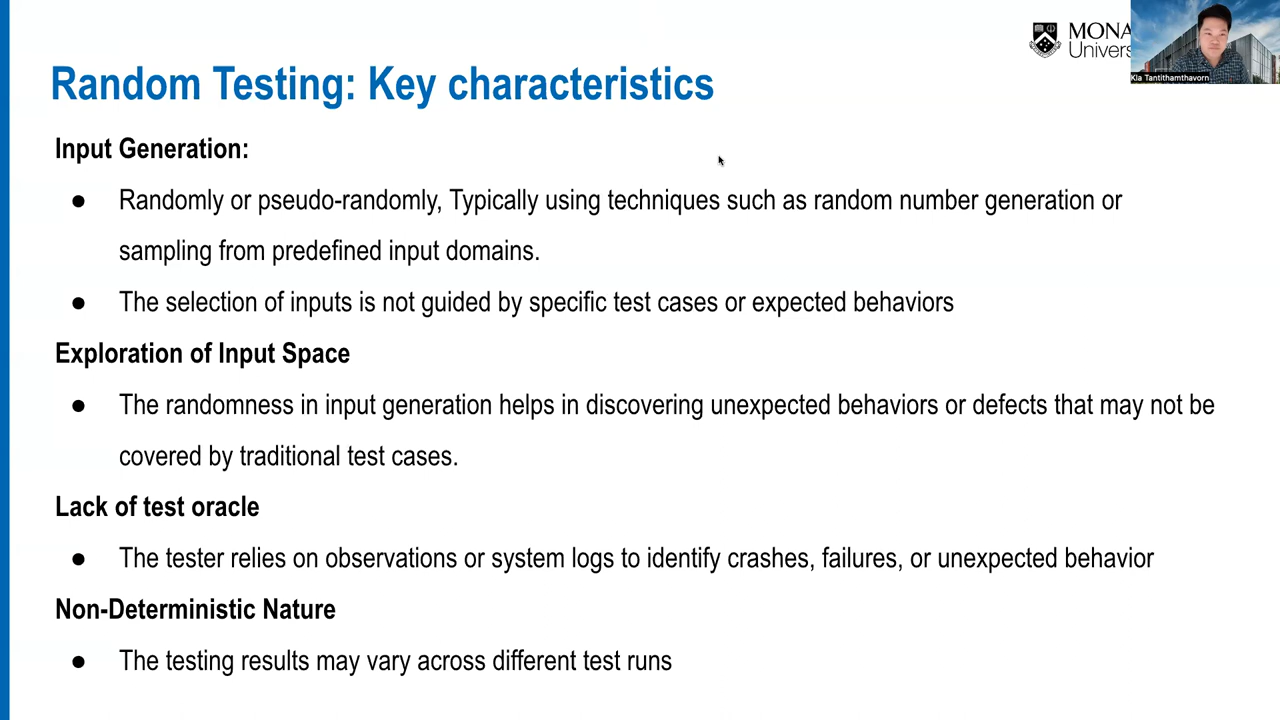 MONA
Univers
Kla Tantithamthavorn
Random Testing: Key characteristics
Input Generation:
● Randomly or pseudo-randomly, Typically using techniques such as random number generation or
sampling from predefined input domains.
● The selection of inputs is not guided by specific test cases or expected behaviors
Exploration of Input Space
● The randomness in input generation helps in discovering unexpected behaviors or defects that may not be
covered by traditional test cases.
Lack of test oracle
● The tester relies on observations or system logs to identify crashes, failures, or unexpected behavior
Non-Deterministic Nature
● The testing results may vary across different test runs